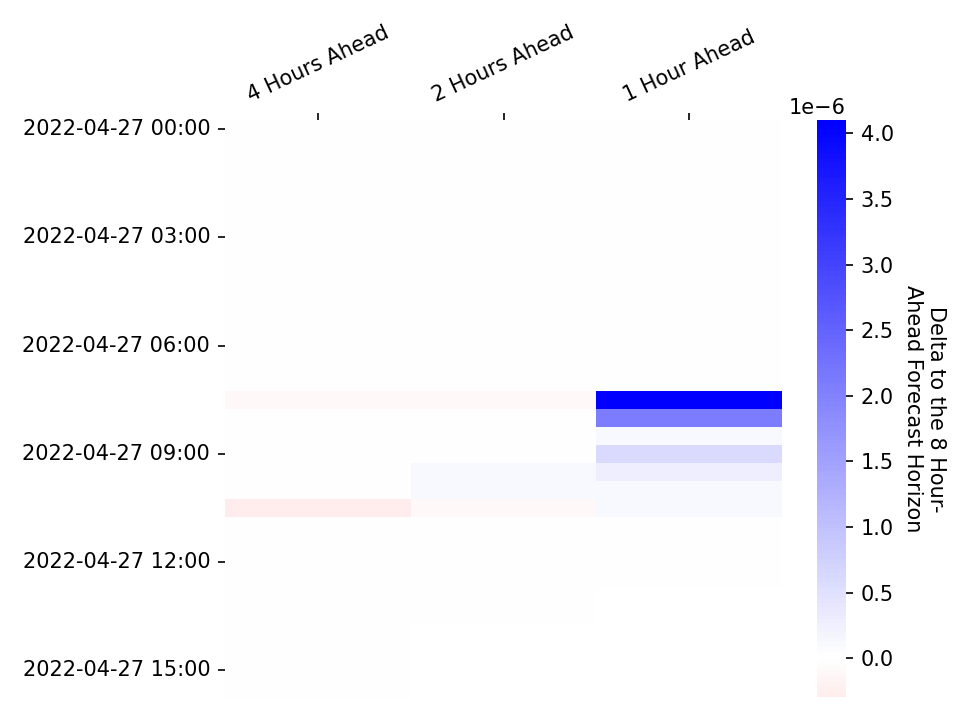 4 Hours Ahead
2 Hours Ahead
1 Hour Ahead
1e−6
2022-04-27 00:00
2022-04-27 03:00
2022-04-27 06:00
2022-04-27 09:00
2022-04-27 12:00
2022-04-27 15:00
4.0
3.5
3.0
2.5
2.0
1.5
1.0
0.5
0.0
Delta to the 8 Hour-
Ahead Forecast Horizon